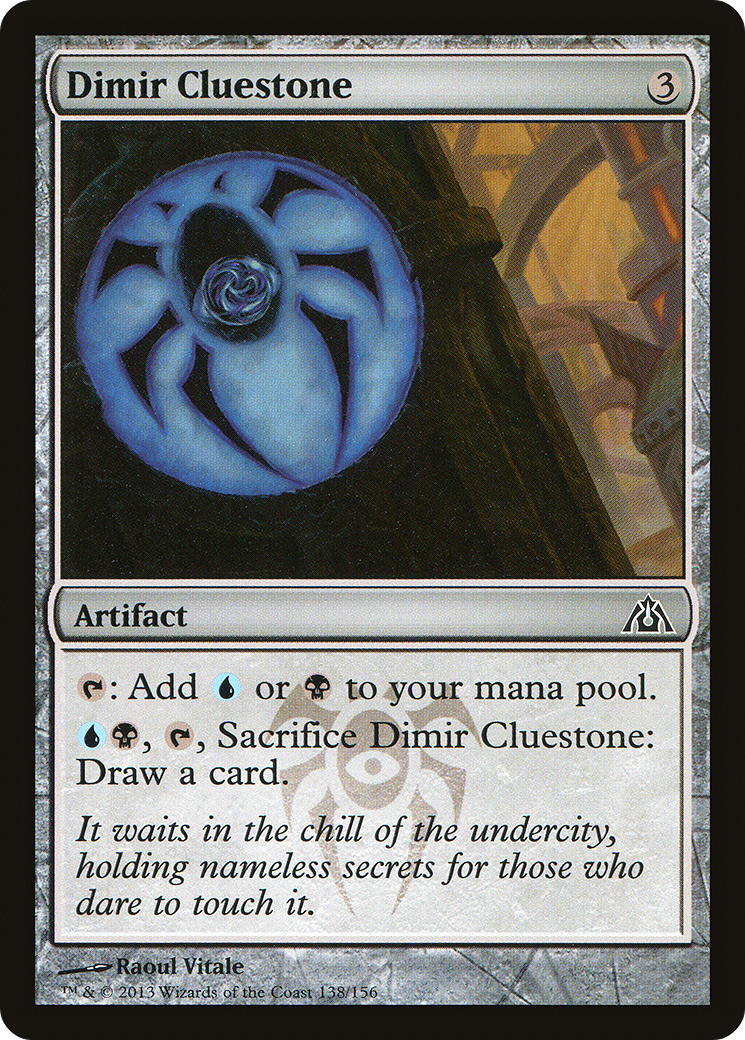 Dimir Cluestone 3
Artifact
: Add or to your mana pool.
, , Sacrifice Dimir Cluestone:
Draw a card.
It waits in the chill of the undercity,
holding nameless secrets for those who
dare to touch it.
Raoul Vitale
™ & © 2013 Wizards of the Coast 138/156